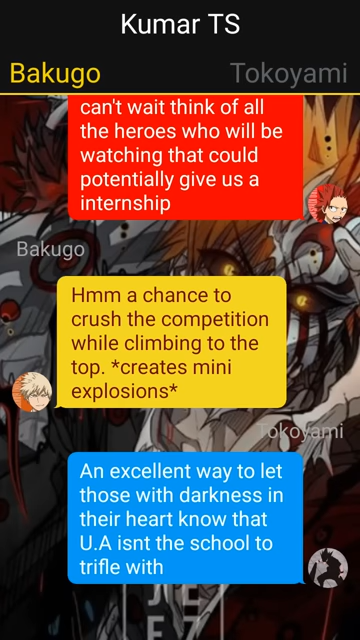 Kumar TS
Bakugo
Tokoyami
can't wait think of all
the heroes who will be
watching that could
potentially give us a
internship
Bakugo
Hmm a chance to
crush the competition
while climbing to the
top. *creates mini
explosions*
Tokoyami
An excellent way to let
those with darkness in
their heart know that
U.A isnt the school to
trifle with